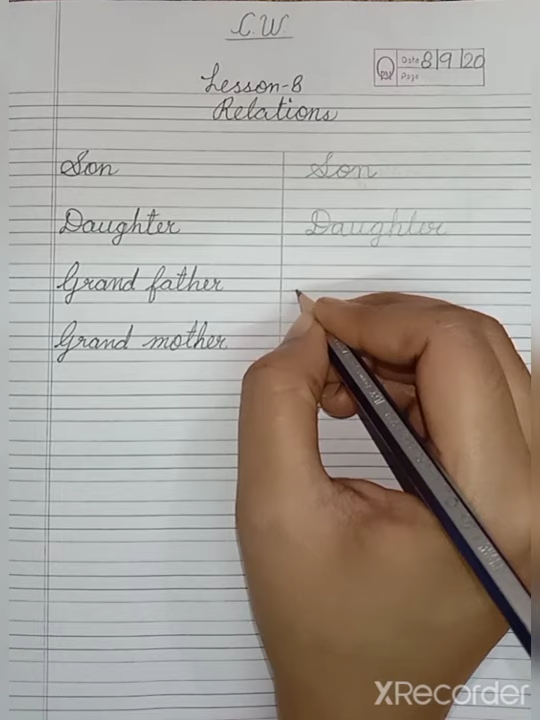 C.W.
Date 8/9/20
Page
Lesson-8
Relations
Son Son
Daughter Daughter
Grand father
Grand mother
XRecorder